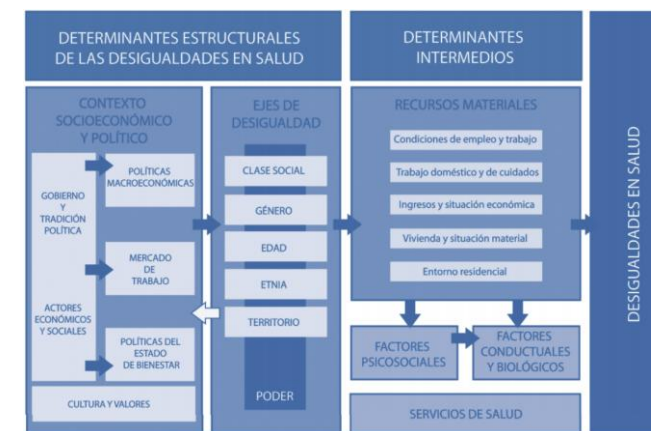 DETERMINANTES ESTRUCTURALES
DE LAS DESIGUALDADES EN SALUD
DETERMINANTES
INTERMEDIOS
CONTEXTO
SOCIOECONÓMICO
Y POLÍTICO
GOBIERNO
Y
TRADICIÓN
POLÍTICA
ACTORES
ECONÓMICOS
Y SOCIALES
POLÍTICAS
MACROECONÓMICAS
MERCADO
DE
TRABAJO
POLÍTICAS DEL
ESTADO
DE BIENESTAR
CULTURA Y VALORES
EJES DE
DESIGUALDAD
CLASE SOCIAL
GÉNERO
EDAD
ETNIA
TERRITORIO
PODER
RECURSOS MATERIALES
Condiciones de empleo y trabajo
Trabajo doméstico y de cuidados
Ingresos y situación económica
Vivienda y situación material
Entorno residencial
FACTORES
PSICOSOCIALES
FACTORES
CONDUCTUALES
Y BIOLÓGICOS
SERVICIOS DE SALUD
DESIGUALDADES EN SALUD